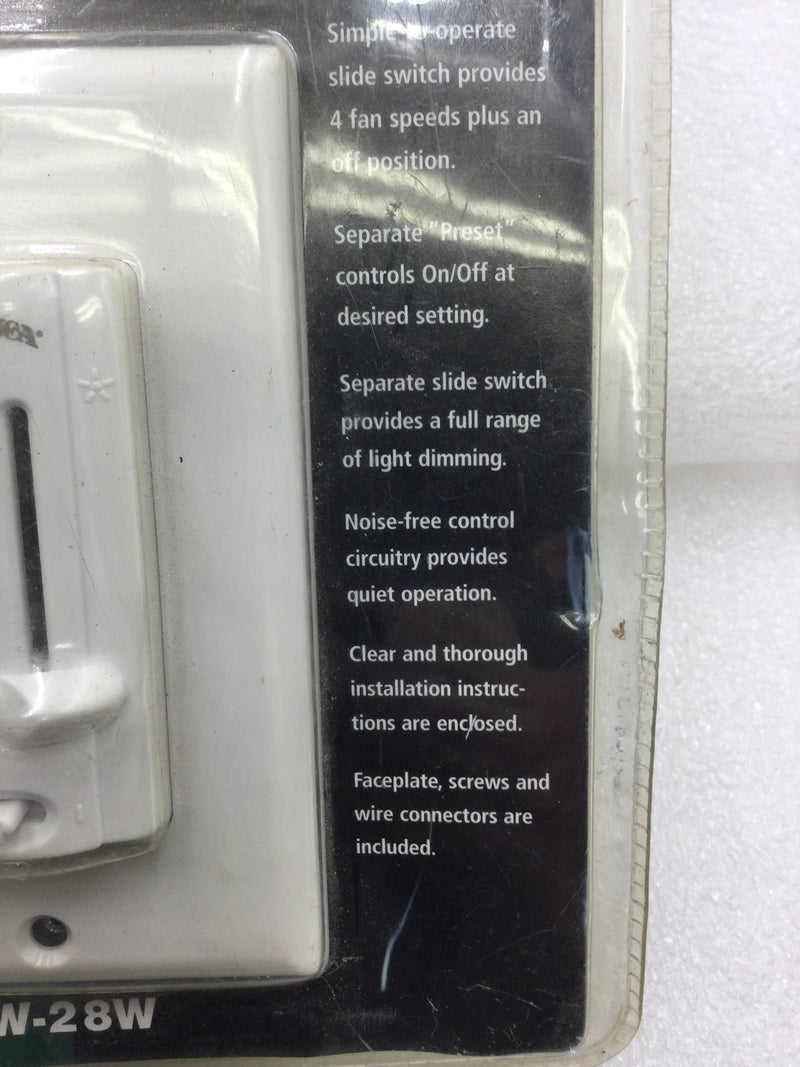 Simple-to-operate
slide switch provides
4 fan speeds plus an
off position.
Separate "Preset"
controls On/Off at
desired setting.
Separate slide switch
provides a full range
of light dimming.
Noise-free control
circuitry provides
quiet operation.
Clear and thorough
installation instruc-
tions are enclosed.
Faceplate, screws and
wire connectors are
included.
W-28W